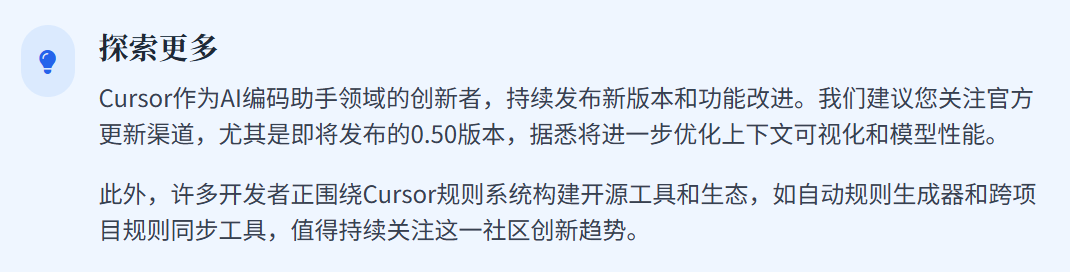 探索更多
Cursor作为AI编码助手领域的创新者，持续发布新版本和功能改进。我们建议您关注官方
更新渠道，尤其是即将发布的0.50版本，据悉将进一步优化上下文可视化和模型性能。
此外，许多开发者正围绕Cursor规则系统构建开源工具和生态，如自动规则生成器和跨项
目规则同步工具，值得持续关注这一社区创新趋势。